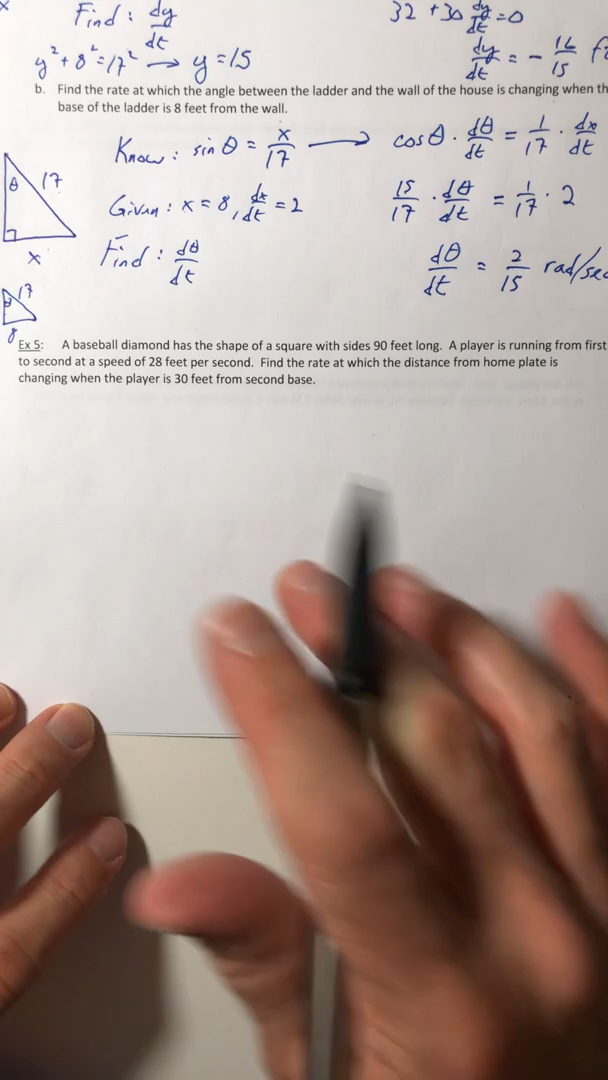 Find: dy/dt
32 + 30 dy/dt = 0
y² + 8² = 17² → y = 15
dy/dt = - 16/15
b. Find the rate at which the angle between the ladder and the wall of the house is changing when th
base of the ladder is 8 feet from the wall.
Know: sin θ = x/17 → cos θ · dθ/dt = 1/17 · dx/dt
θ 17
Given: x = 8, dx/dt = 2
15/17 · dθ/dt = 1/17 · 2
x
Find: dθ/dt
dθ/dt = 2/15 rad/sec
θ 17
8
Ex 5: A baseball diamond has the shape of a square with sides 90 feet long. A player is running from first
to second at a speed of 28 feet per second. Find the rate at which the distance from home plate is
changing when the player is 30 feet from second base.